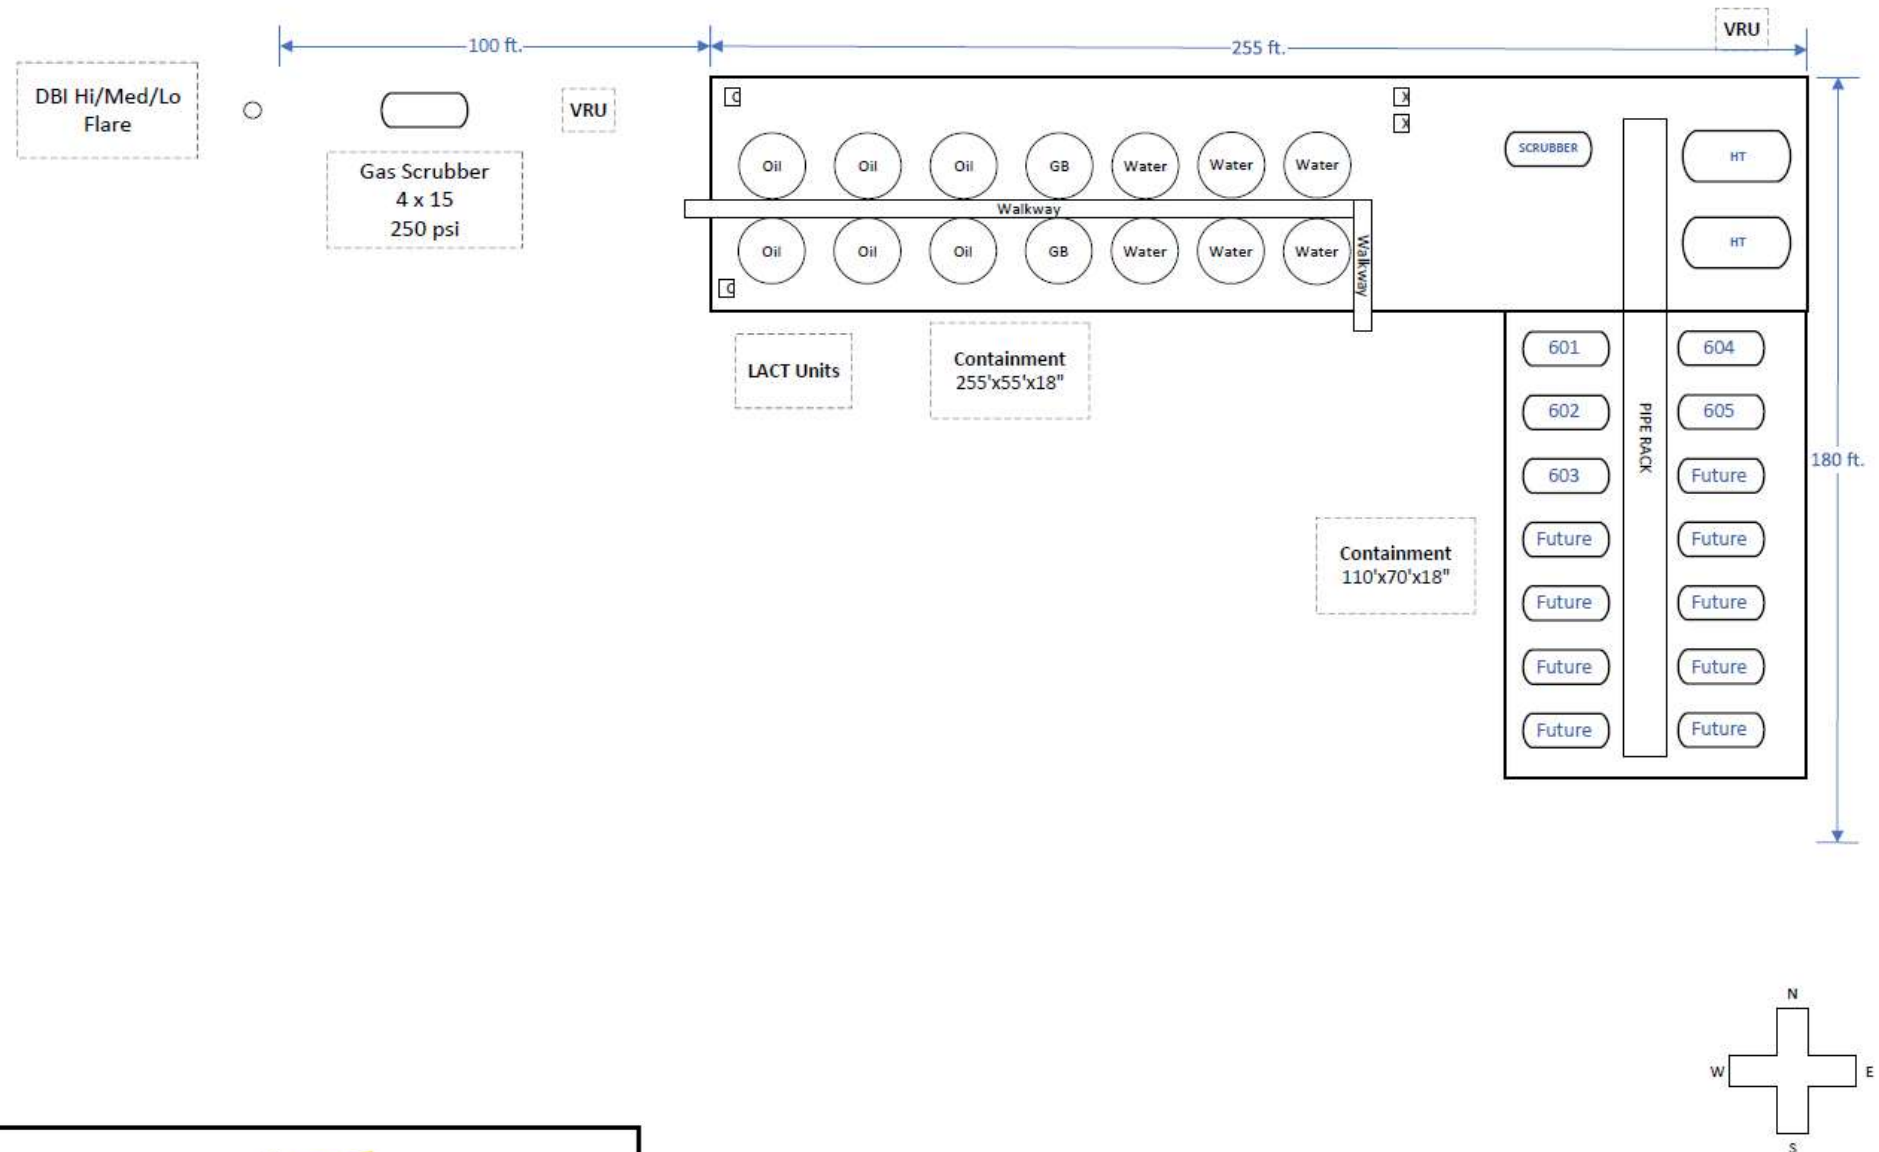 VRU
100 ft.
255 ft.
DBI Hi/Med/Lo
Flare
VRU
Gas Scrubber
4 x 15
250 psi
X
X
SCRUBBER
HT
Oil
Oil
Oil
GB
Water
Water
Water
Walkway
Oil
Oil
Oil
GB
Water
Water
Water
Walkway
HT
LACT Units
Containment
255'x55'x18"
601
604
602
605
PIPE RACK
603
Future
180 ft.
Containment
110'x70'x18"
Future
Future
Future
Future
Future
Future
Future
Future
N
W
E
S